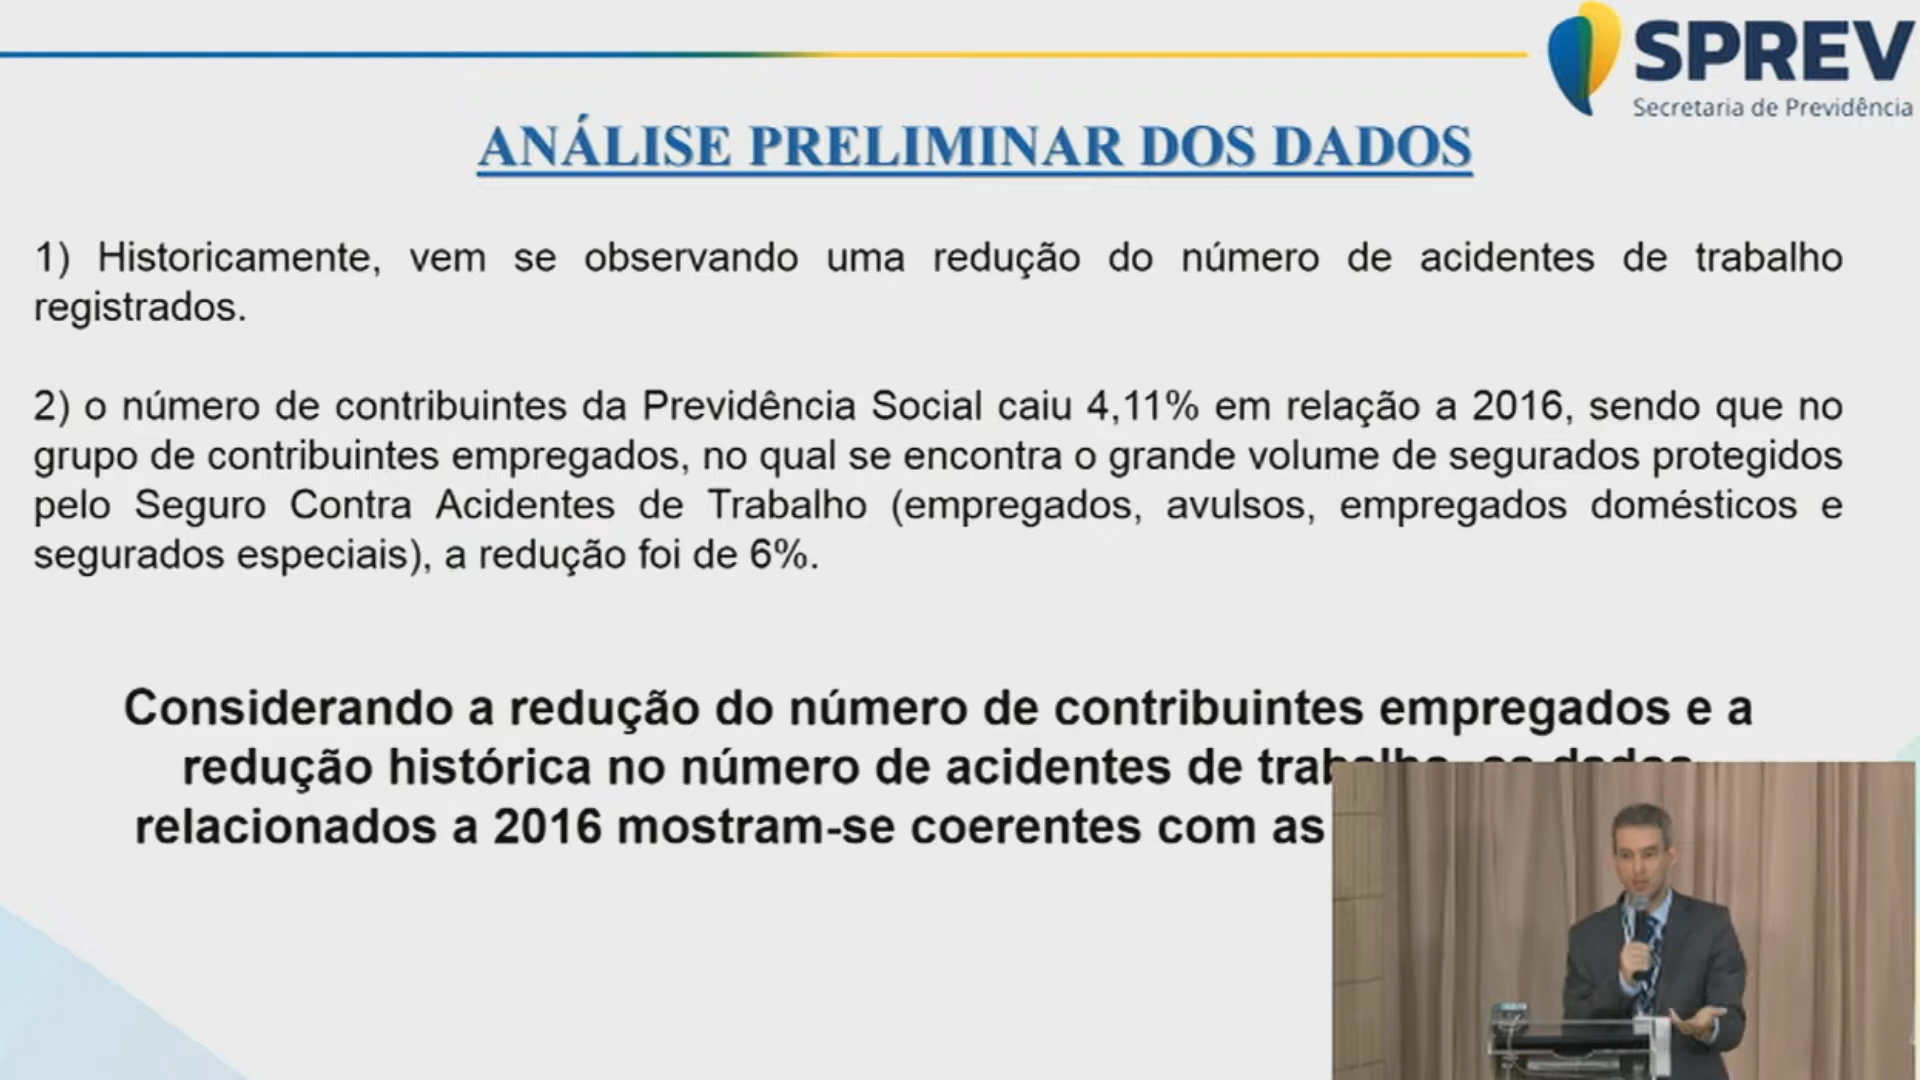 SPREV
Secretaria de Previdência
ANÁLISE PRELIMINAR DOS DADOS
1) Historicamente, vem se observando uma redução do número de acidentes de trabalho
registrados.
2) o número de contribuintes da Previdência Social caiu 4,11% em relação a 2016, sendo que no
grupo de contribuintes empregados, no qual se encontra o grande volume de segurados protegidos
pelo Seguro Contra Acidentes de Trabalho (empregados, avulsos, empregados domésticos e
segurados especiais), a redução foi de 6%.
Considerando a redução do número de contribuintes empregados e a
redução histórica no número de acidentes de trabalho, os dados
relacionados a 2016 mostram-se coerentes com as